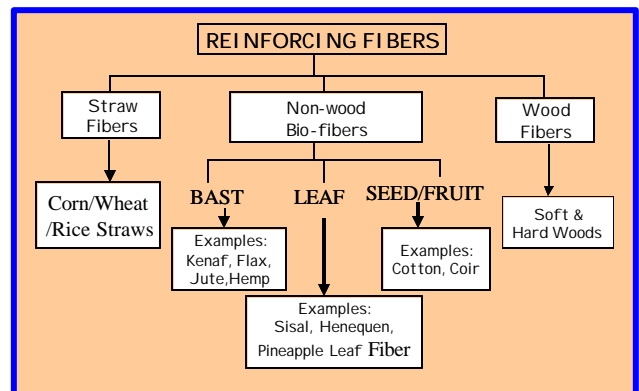 REINFORCING FIBERS
Straw
Fibers
Non-wood
Bio-fibers
Wood
Fibers
Corn/Wheat
/Rice Straws
BAST
LEAF
SEED/FRUIT
Soft &
Hard Woods
Examples:
Kenaf, Flax,
Jute,Hemp
Examples:
Cotton, Coir
Examples:
Sisal, Henequen,
Pineapple Leaf Fiber